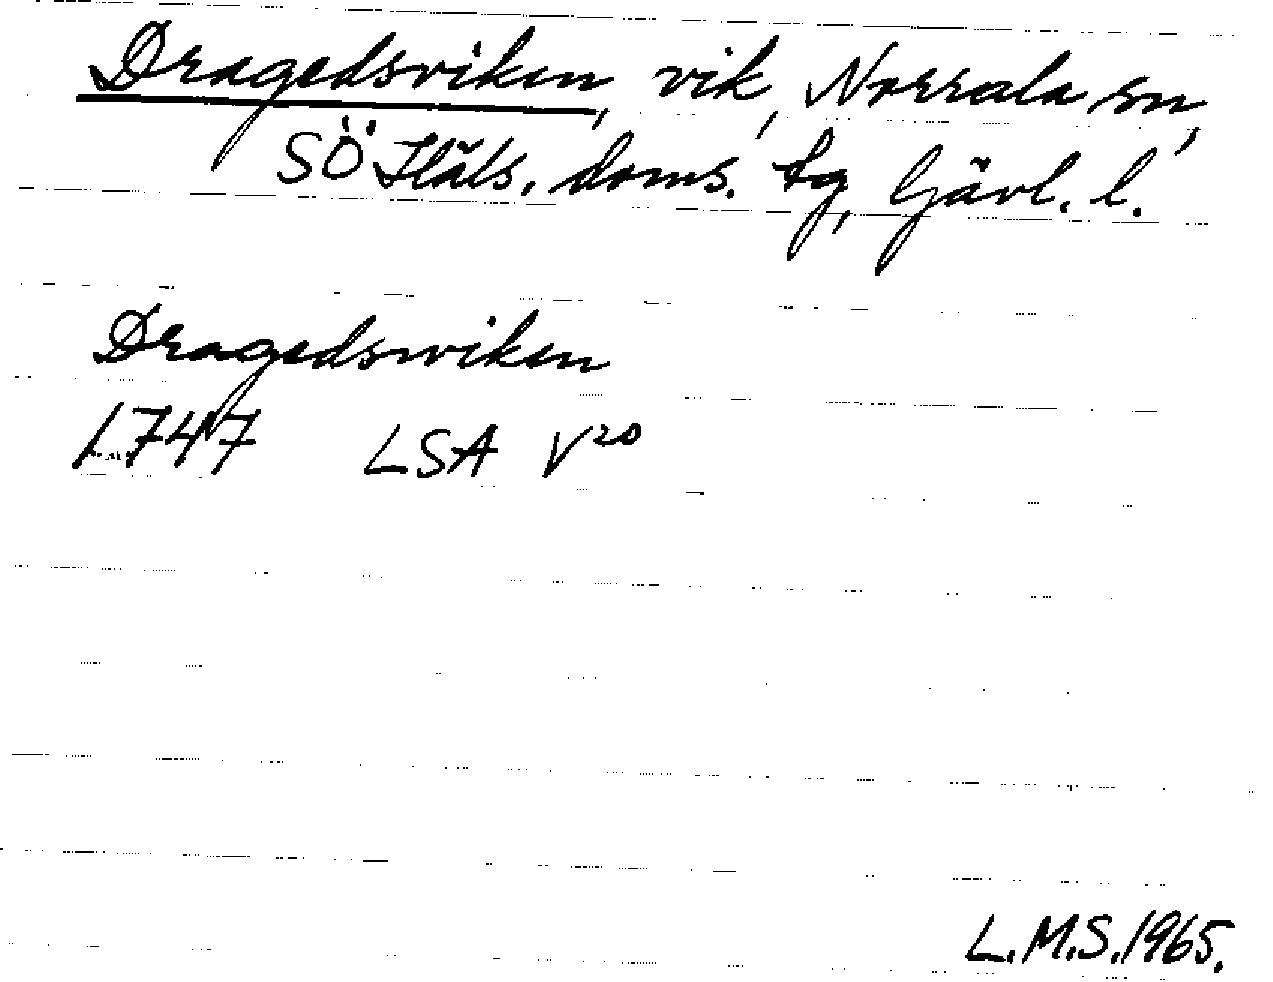 Dragedsviken, vik, Norrala sn,
SÖ Häls. doms. tg, Gävl. l.
Dragedsviken
1747 LSA V20
L.M.S. 1965.